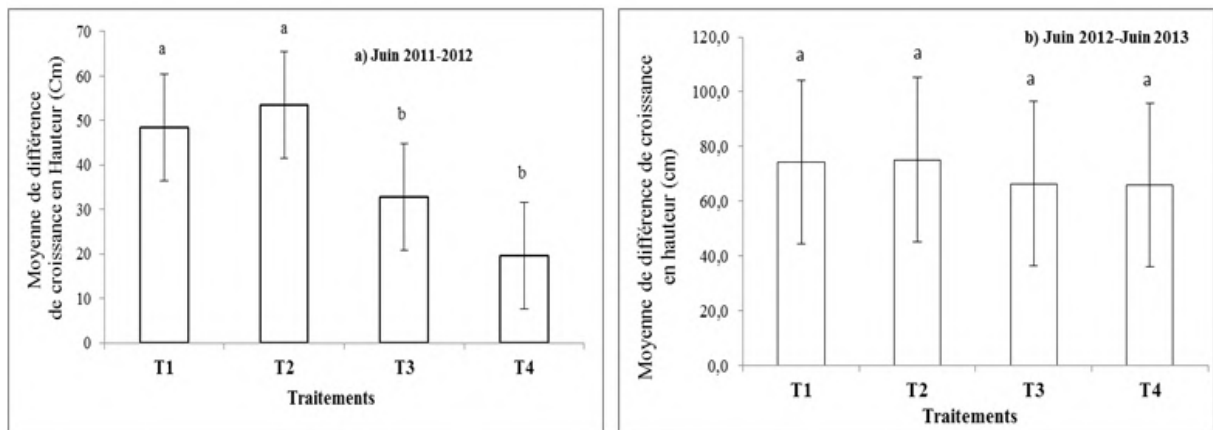 Moyenne de différence
de croissance en Hauteur (Cm)
70
60
50
40
30
20
10
0
a) Juin 2011-2012
a
a
b
b
T1
T2
T3
T4
Traitements
Moyenne de différence de croissance
en hauteur (cm)
120,0
100,0
80,0
60,0
40,0
20,0
0,0
b) Juin 2012-Juin 2013
a
a
a
a
T1
T2
T3
T4
Traitements